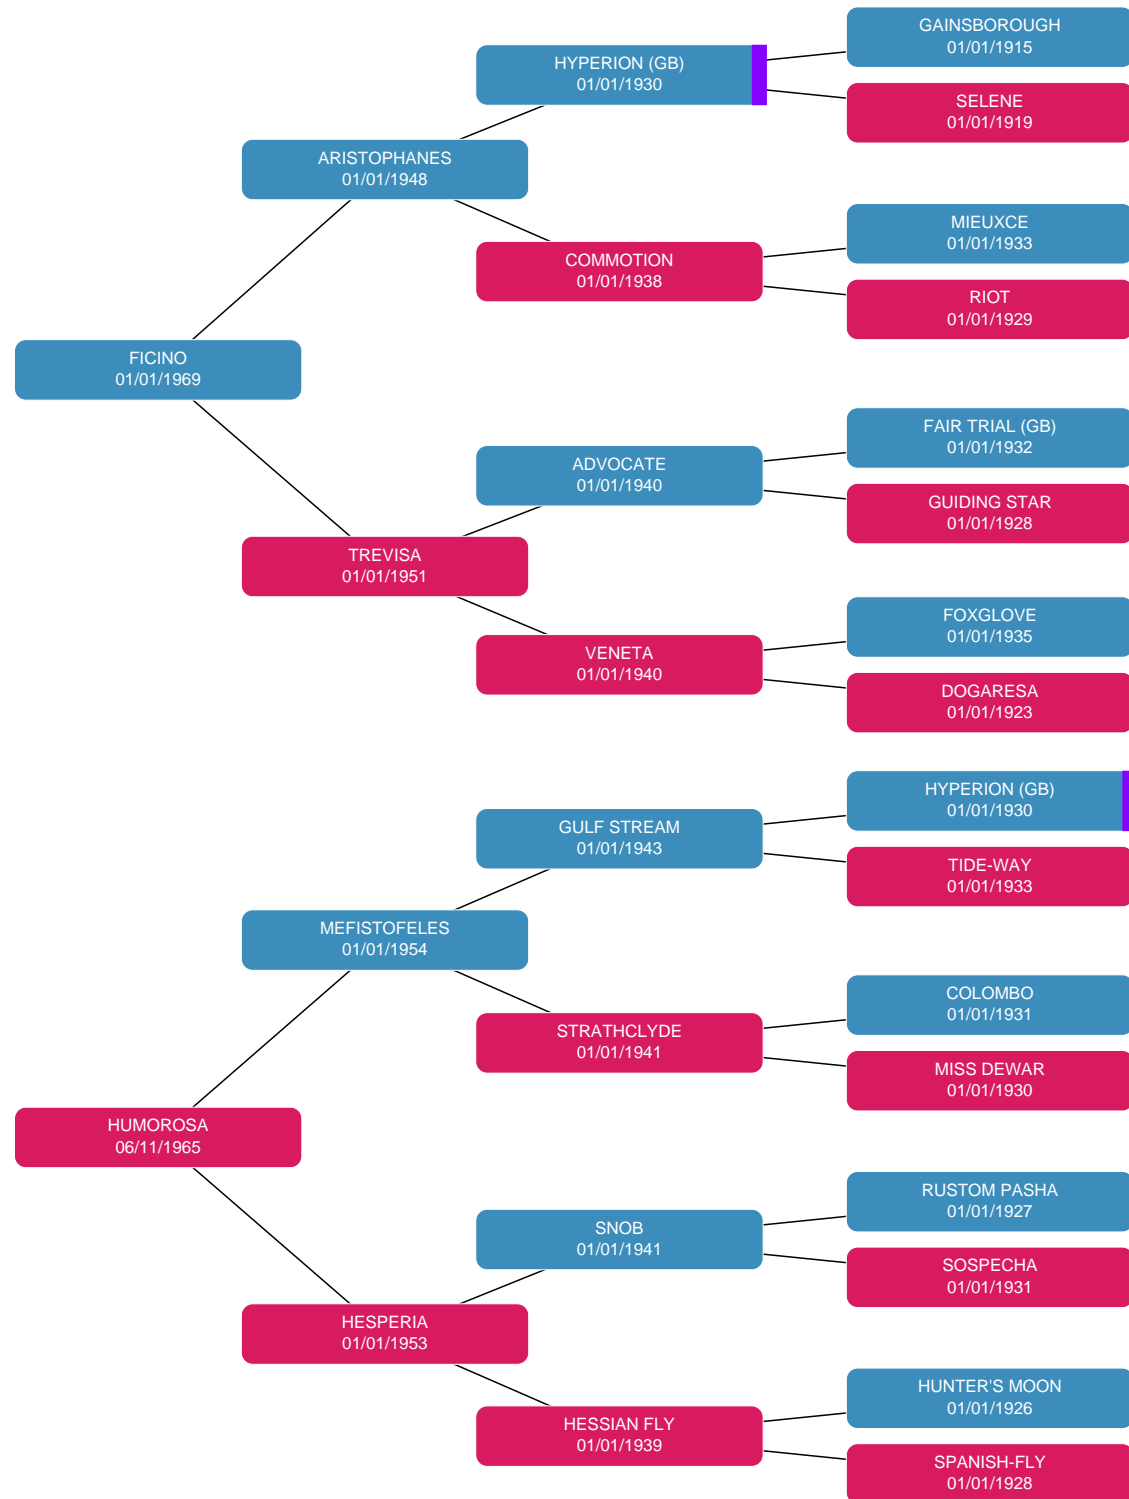 GAINSBOROUGH
01/01/1915
HYPERION (GB)
01/01/1930
SELENE
01/01/1919
ARISTOPHANES
01/01/1948
MIEUXCE
01/01/1933
COMMOTION
01/01/1938
RIOT
01/01/1929
FICINO
01/01/1969
FAIR TRIAL (GB)
01/01/1932
ADVOCATE
01/01/1940
GUIDING STAR
01/01/1928
TREVISA
01/01/1951
FOXGLOVE
01/01/1935
VENETA
01/01/1940
DOGARESA
01/01/1923
HYPERION (GB)
01/01/1930
GULF STREAM
01/01/1943
TIDE-WAY
01/01/1933
MEFISTOFELES
01/01/1954
COLOMBO
01/01/1931
STRATHCLYDE
01/01/1941
MISS DEWAR
01/01/1930
HUMOROSA
06/11/1965
RUSTOM PASHA
01/01/1927
SNOB
01/01/1941
SOSPECHA
01/01/1931
HESPERIA
01/01/1953
HUNTER'S MOON
01/01/1926
HESSIAN FLY
01/01/1939
SPANISH-FLY
01/01/1928